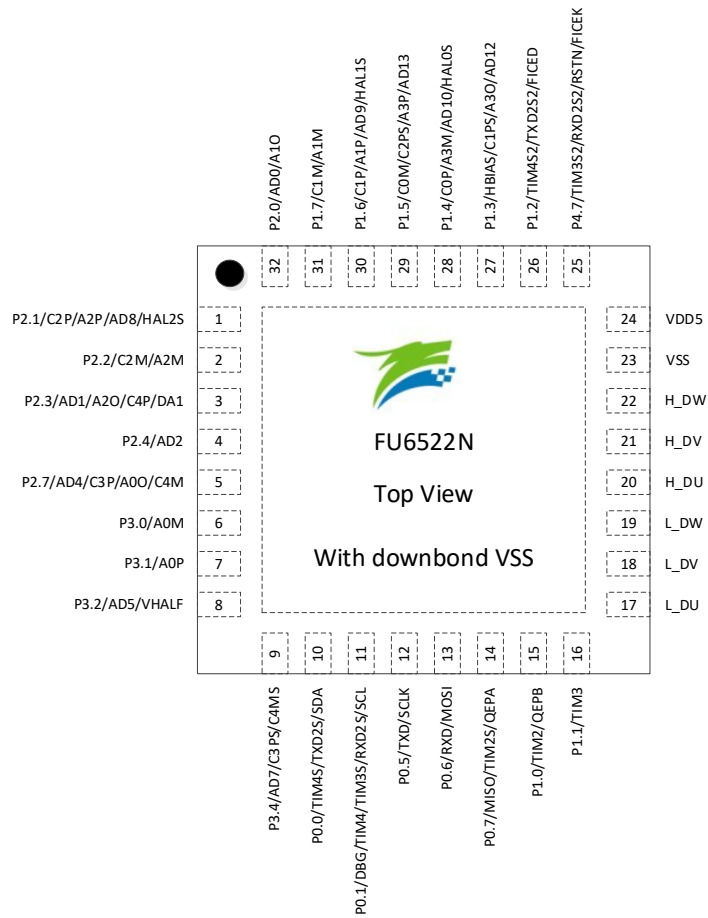 P2.0/AD0/A1O
P1.7/C1M/A1M
P1.6/C1P/A1P/AD9/HAL1S
P1.5/C0M/C2PS/A3P/AD13
P1.4/C0P/A3M/AD10/HAL0S
P1.3/HBIAS/C1PS/A3O/AD12
P1.2/TIM4S2/TXD2S2/FICED
P4.7/TIM3S2/RXD2S2/RSTN/FICEK
32
31
30
29
28
27
26
25
P2.1/C2P/A2P/AD8/HAL2S
1
P2.2/C2M/A2M
2
P2.3/AD1/A2O/C4P/DA1
3
P2.4/AD2
4
P2.7/AD4/C3P/A0O/C4M
5
P3.0/A0M
6
P3.1/A0P
7
P3.2/AD5/VHALF
8
FU6522N
Top View
With downbond VSS
24
VDD5
23
VSS
22
H_DW
21
H_DV
20
H_DU
19
L_DW
18
L_DV
17
L_DU
9
10
11
12
13
14
15
16
P3.4/AD7/C3PS/C4MS
P0.0/TIM4S/TXD2S/SDA
P0.1/DBG/TIM4/TIM3S/RXD2S/SCL
P0.5/TXD/SCLK
P0.6/RXD/MOSI
P0.7/MISO/TIM2S/QEPA
P1.0/TIM2/QEPB
P1.1/TIM3